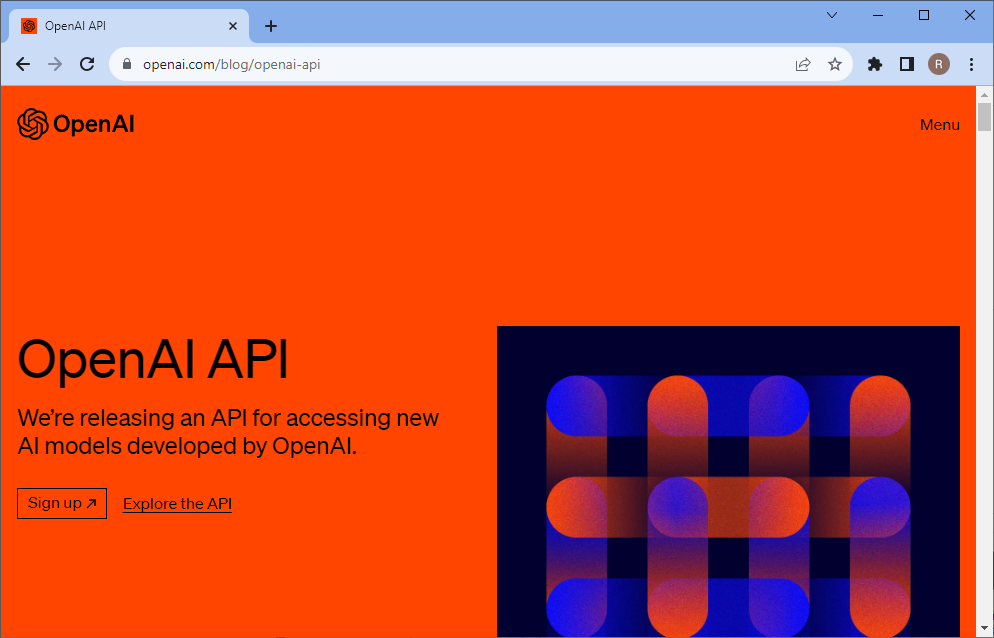 OpenAI API
openai.com/blog/openai-api
R
OpenAI
Menu
OpenAI API
We’re releasing an API for accessing new
AI models developed by OpenAI.
Sign up ↗
Explore the API